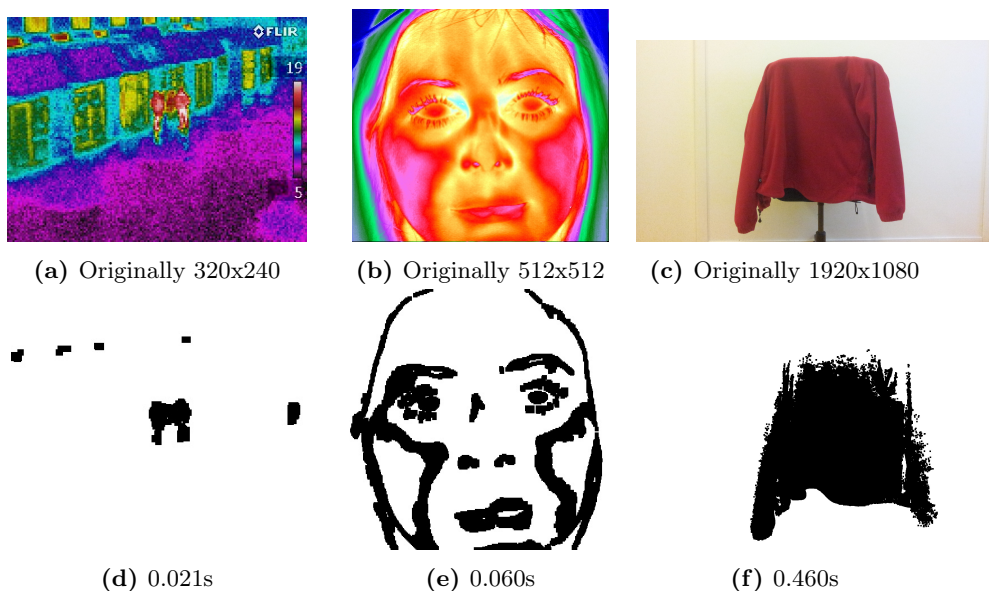 FLIR
19
5
(a) Originally 320x240
(b) Originally 512x512
(c) Originally 1920x1080
(d) 0.021s
(e) 0.060s
(f) 0.460s